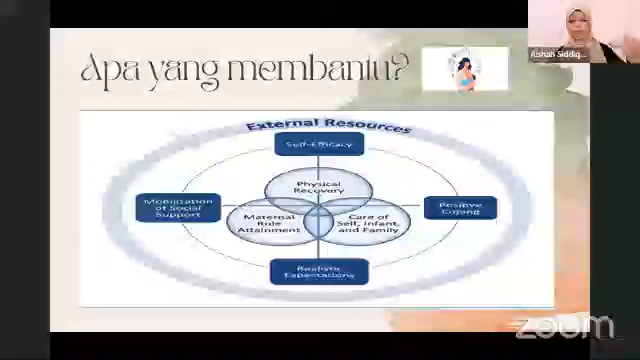 Apa yang membantu?
Aishah Siddiq...
External Resources
Self-Efficacy
Physical
Recovery
Mobilization
of Social
Support
Maternal
Role
Attainment
Care of
Self, Infant,
and Family
Positive
Coping
Realistic
Expectations
zoom